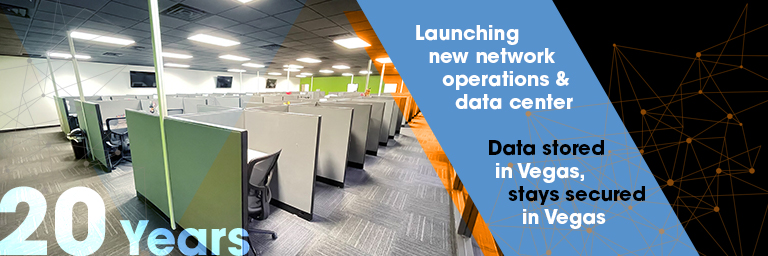 Launching
new network
operations &
data center
Data stored
in Vegas,
stays secured
in Vegas
20 Years